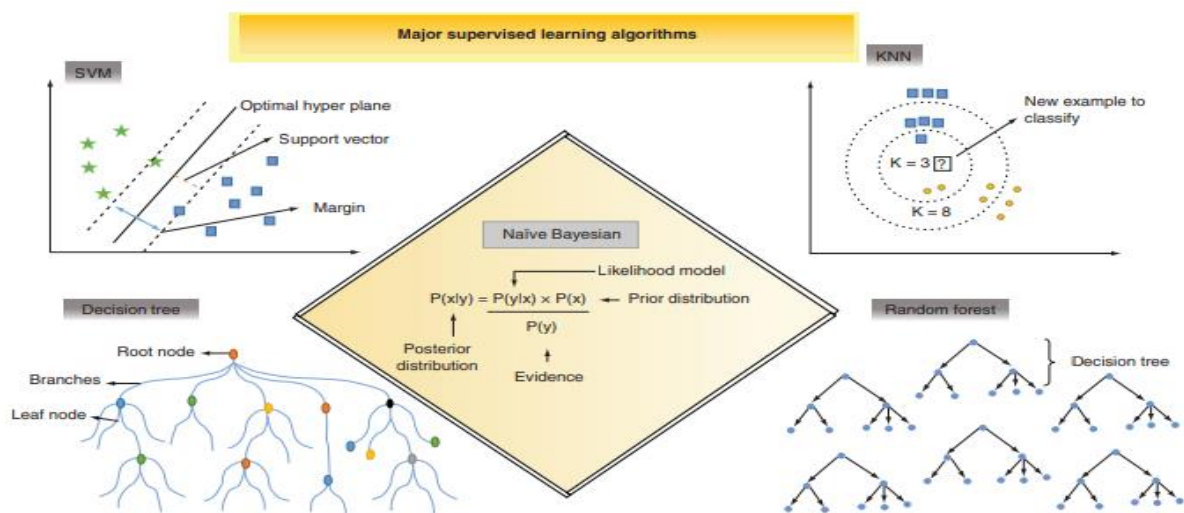 Major supervised learning algorithms
SVM
Optimal hyper plane
Support vector
Margin
KNN
New example to
classify
K = 3 ?
K = 8
Naïve Bayesian
Likelihood model
P(x|y) = P(y|x) × P(x)
Prior distribution
P(y)
Posterior
distribution
Evidence
Decision tree
Root node
Branches
Leaf node
Random forest
Decision tree